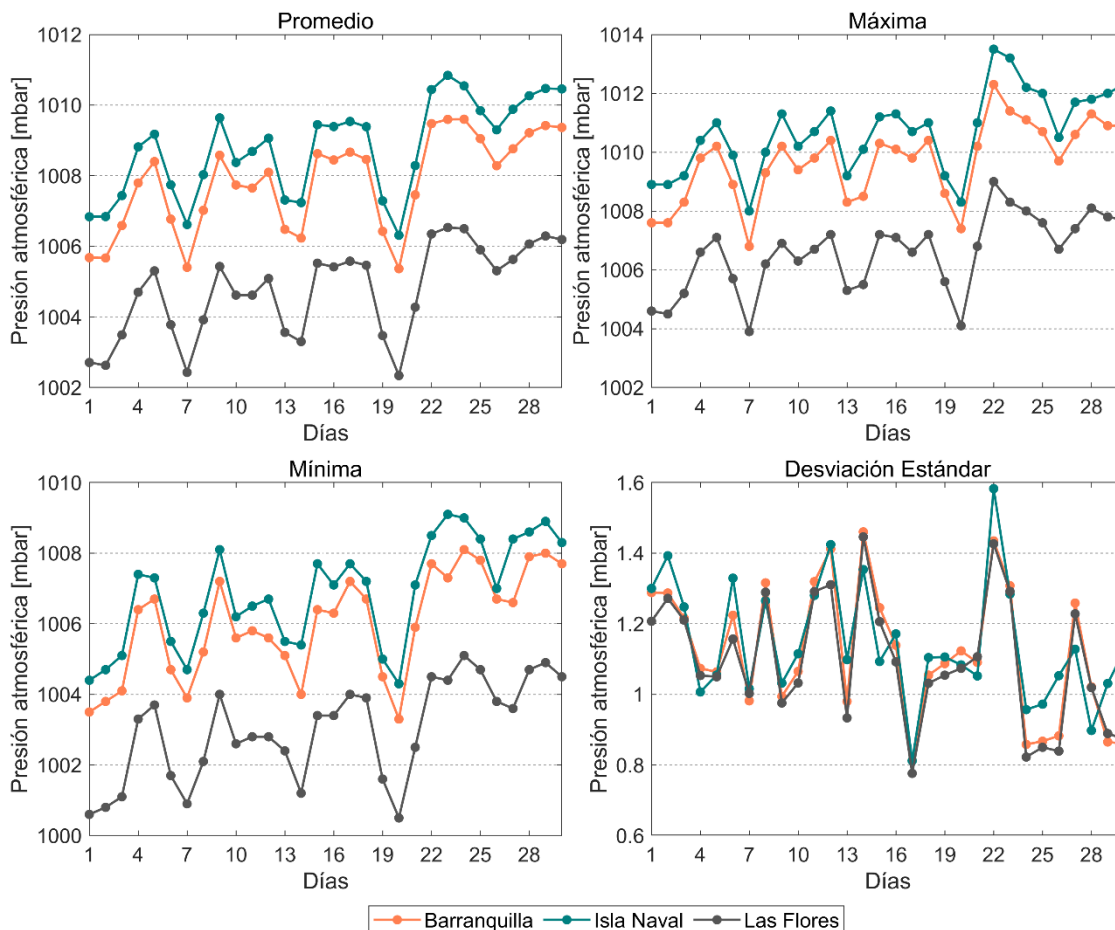 Promedio
Presión atmosférica [mbar]
1012
1010
1008
1006
1004
1002
1 4 7 10 13 16 19 22 25 28
Días
Máxima
Presión atmosférica [mbar]
1014
1012
1010
1008
1006
1004
1002
1 4 7 10 13 16 19 22 25 28
Días
Mínima
Presión atmosférica [mbar]
1010
1008
1006
1004
1002
1000
1 4 7 10 13 16 19 22 25 28
Días
Desviación Estándar
Presión atmosférica [mbar]
1.6
1.4
1.2
1
0.8
0.6
1 4 7 10 13 16 19 22 25 28
Días
Barranquilla Isla Naval Las Flores